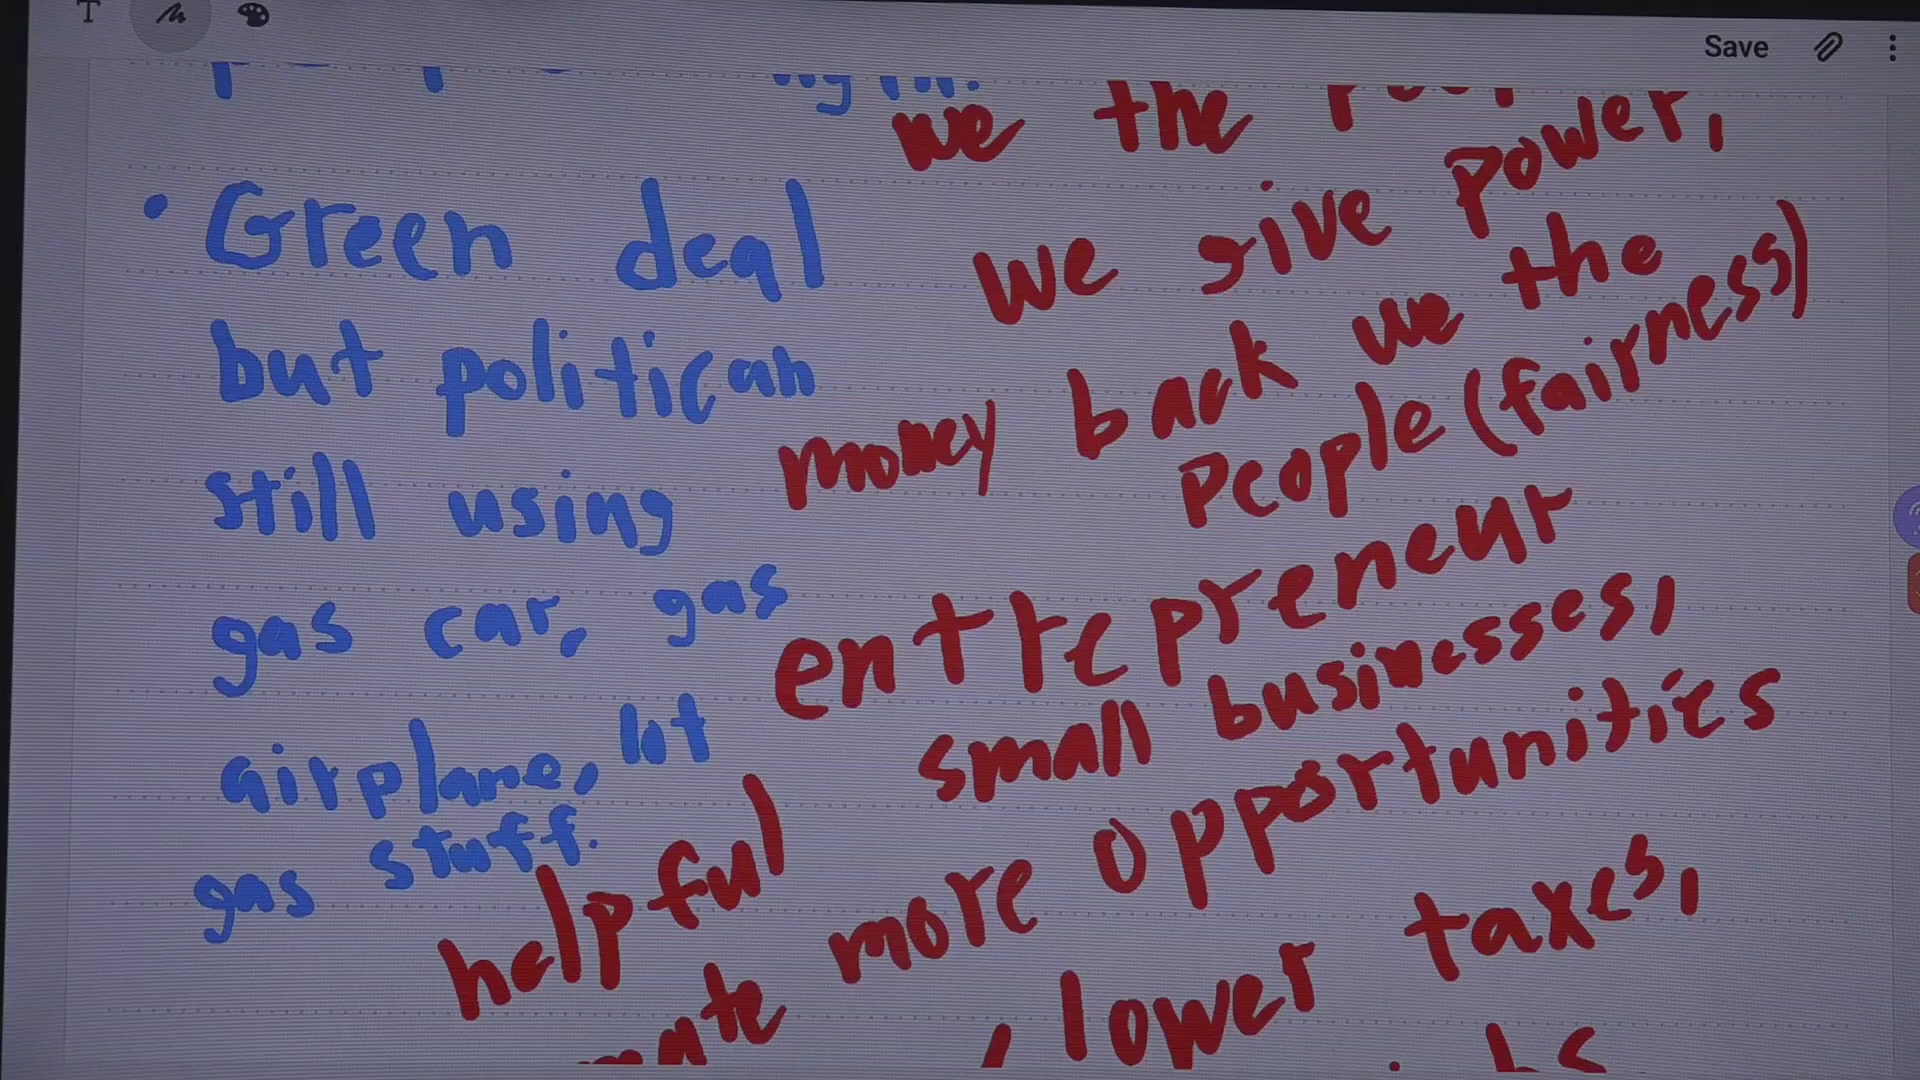 T
Save
we the
power,
• Green deal
but politican
still using
gas car, gas
airplane, lot
gas stuff.
we give
money back we the
people (fairness)
entrepreneur
small businesses,
helpful more opportunities
lower taxes,